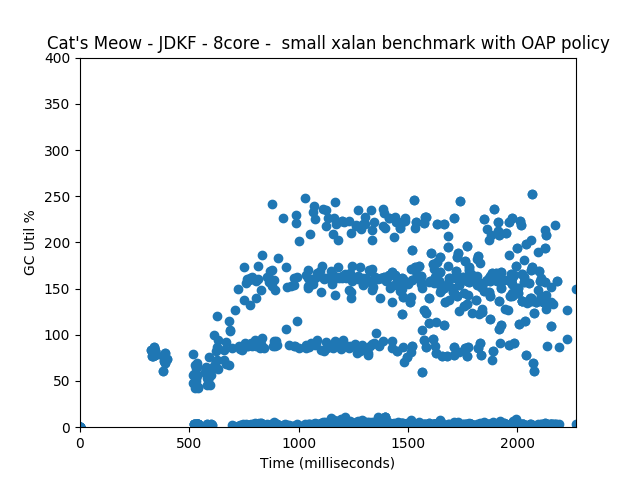 Cat's Meow - JDKF - 8core -  small xalan benchmark with OAP policy
400
350
300
250
200
150
100
50
0
GC Util %
0 500 1000 1500 2000
Time (milliseconds)